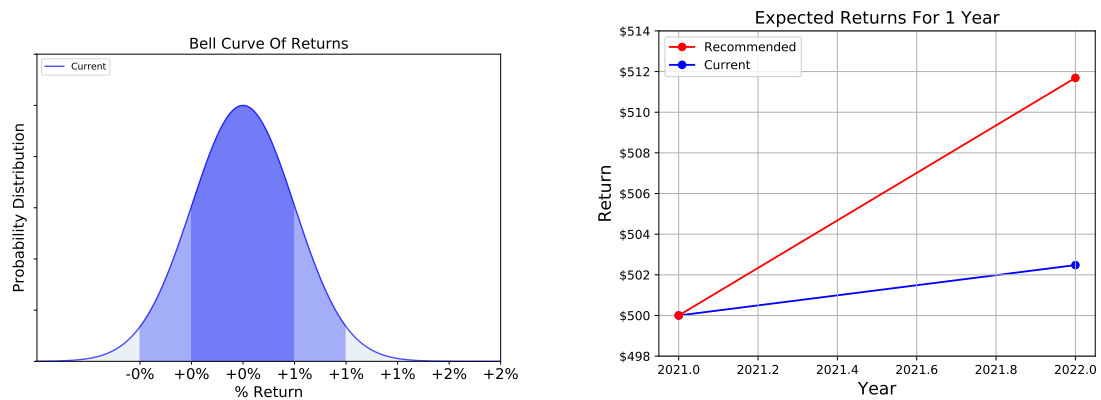 Bell Curve Of Returns
Current
Probability Distribution
-0% +0% +0% +1% +1% +1% +2% +2%
% Return
Expected Returns For 1 Year
Recommended
Current
$514
$512
$510
$508
$506
$504
$502
$500
$498
Return
2021.0 2021.2 2021.4 2021.6 2021.8 2022.0
Year